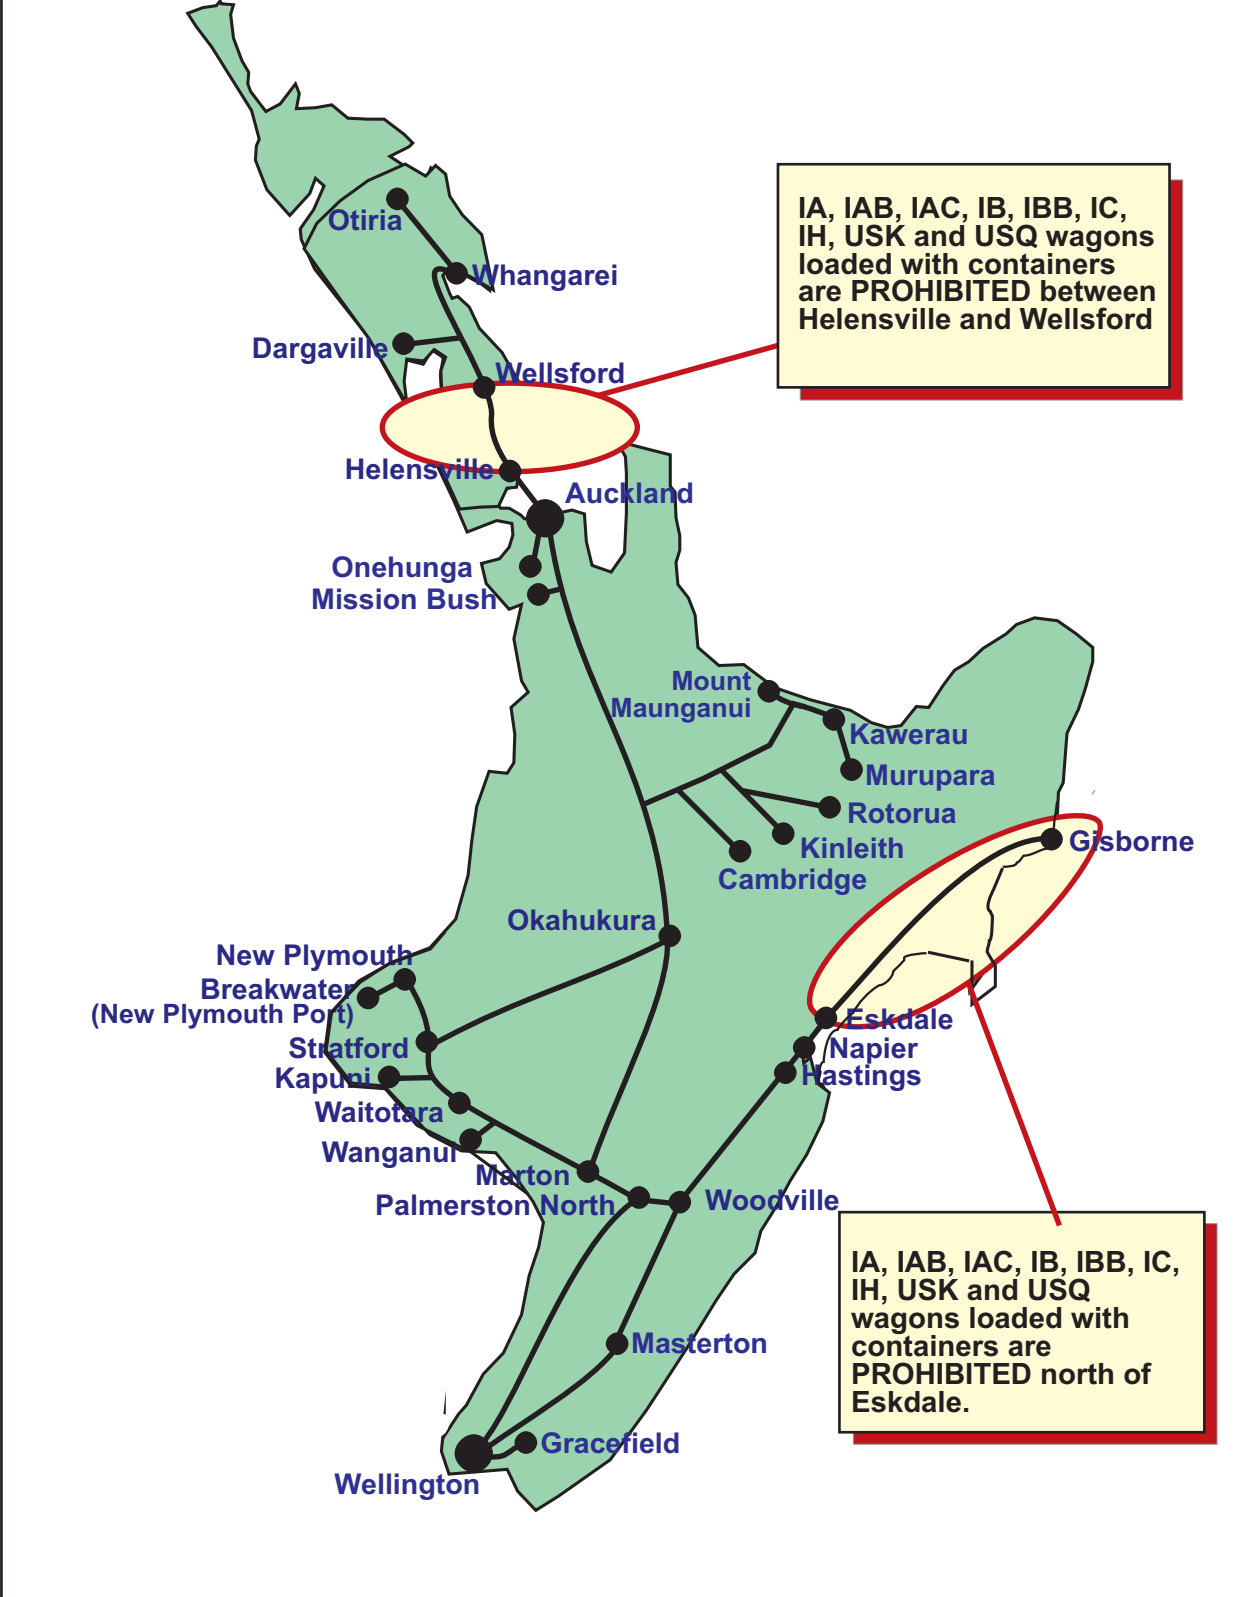 IA, IAB, IAC, IB, IBB, IC,
IH, USK and USQ wagons
loaded with containers
are PROHIBITED between
Helensville and Wellsford
Otiria
Whangarei
Dargaville
Wellsford
Helensville
Auckland
Onehunga
Mission Bush
Mount
Maunganui
Kawerau
Murupara
Rotorua
Kinleith
Cambridge
Gisborne
Okahukura
New Plymouth
Breakwater
(New Plymouth Port)
Eskdale
Napier
Hastings
Stratford
Kapuni
Waitotara
Wanganui
Marton
Palmerston North
Woodville
IA, IAB, IAC, IB, IBB, IC,
IH, USK and USQ
wagons loaded with
containers are
PROHIBITED north of
Eskdale.
Masterton
Gracefield
Wellington